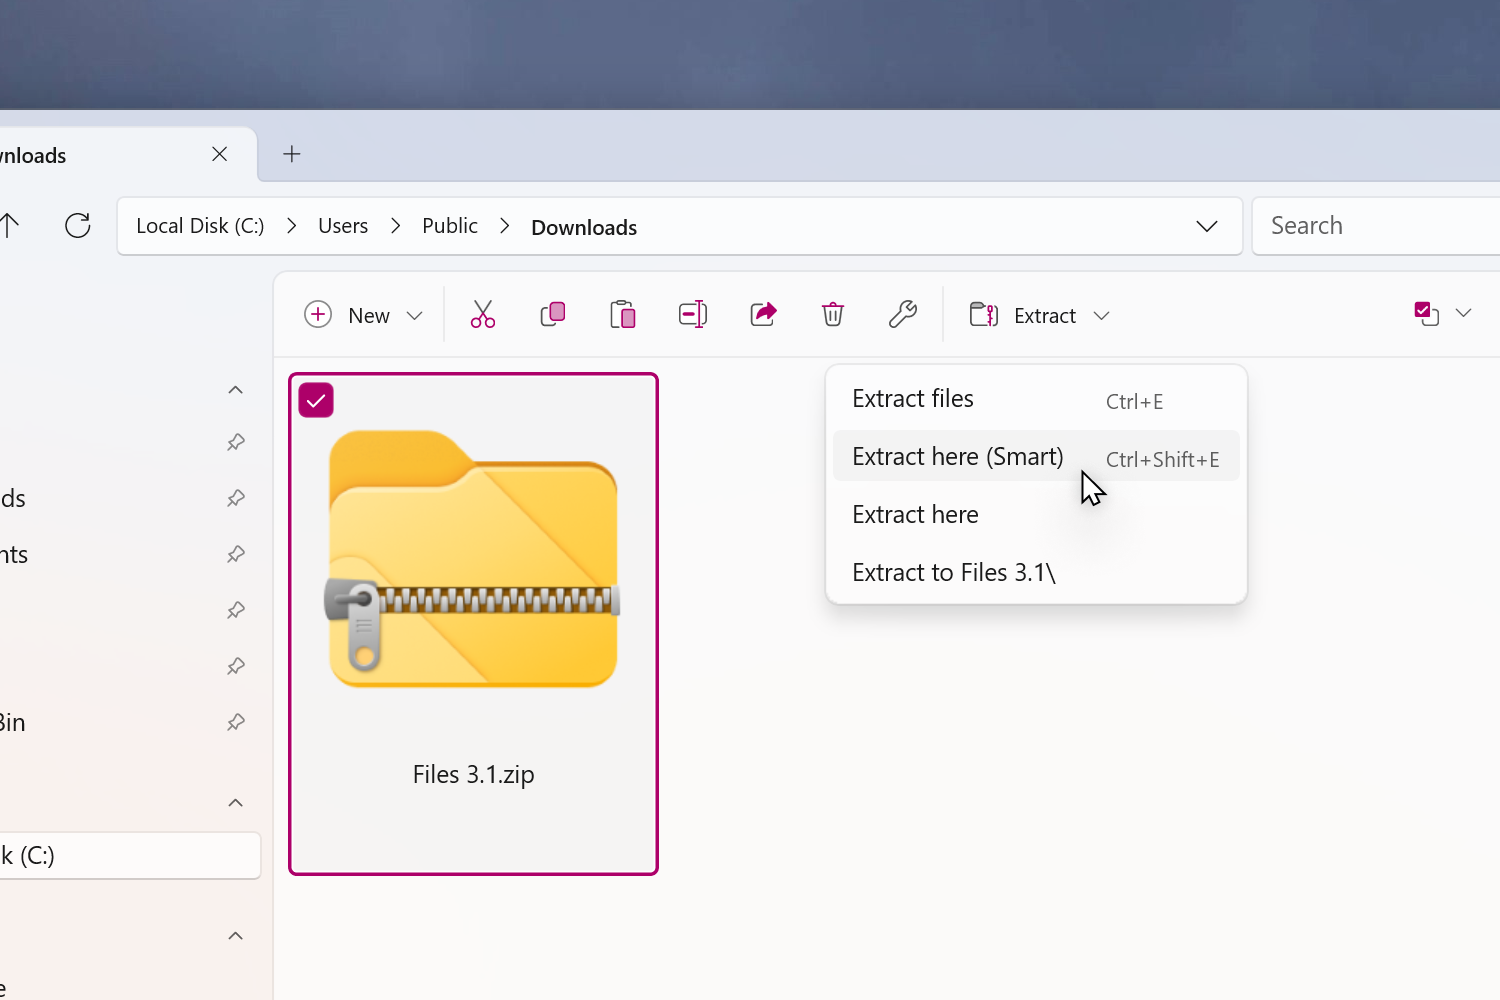 wnloads
Local Disk (C:) Users Public Downloads
Search
New
Extract
Extract files Ctrl+E
Extract here (Smart) Ctrl+Shift+E
Extract here
Extract to Files 3.1\
ds
nts
Bin
k (C:)
e
Files 3.1.zip